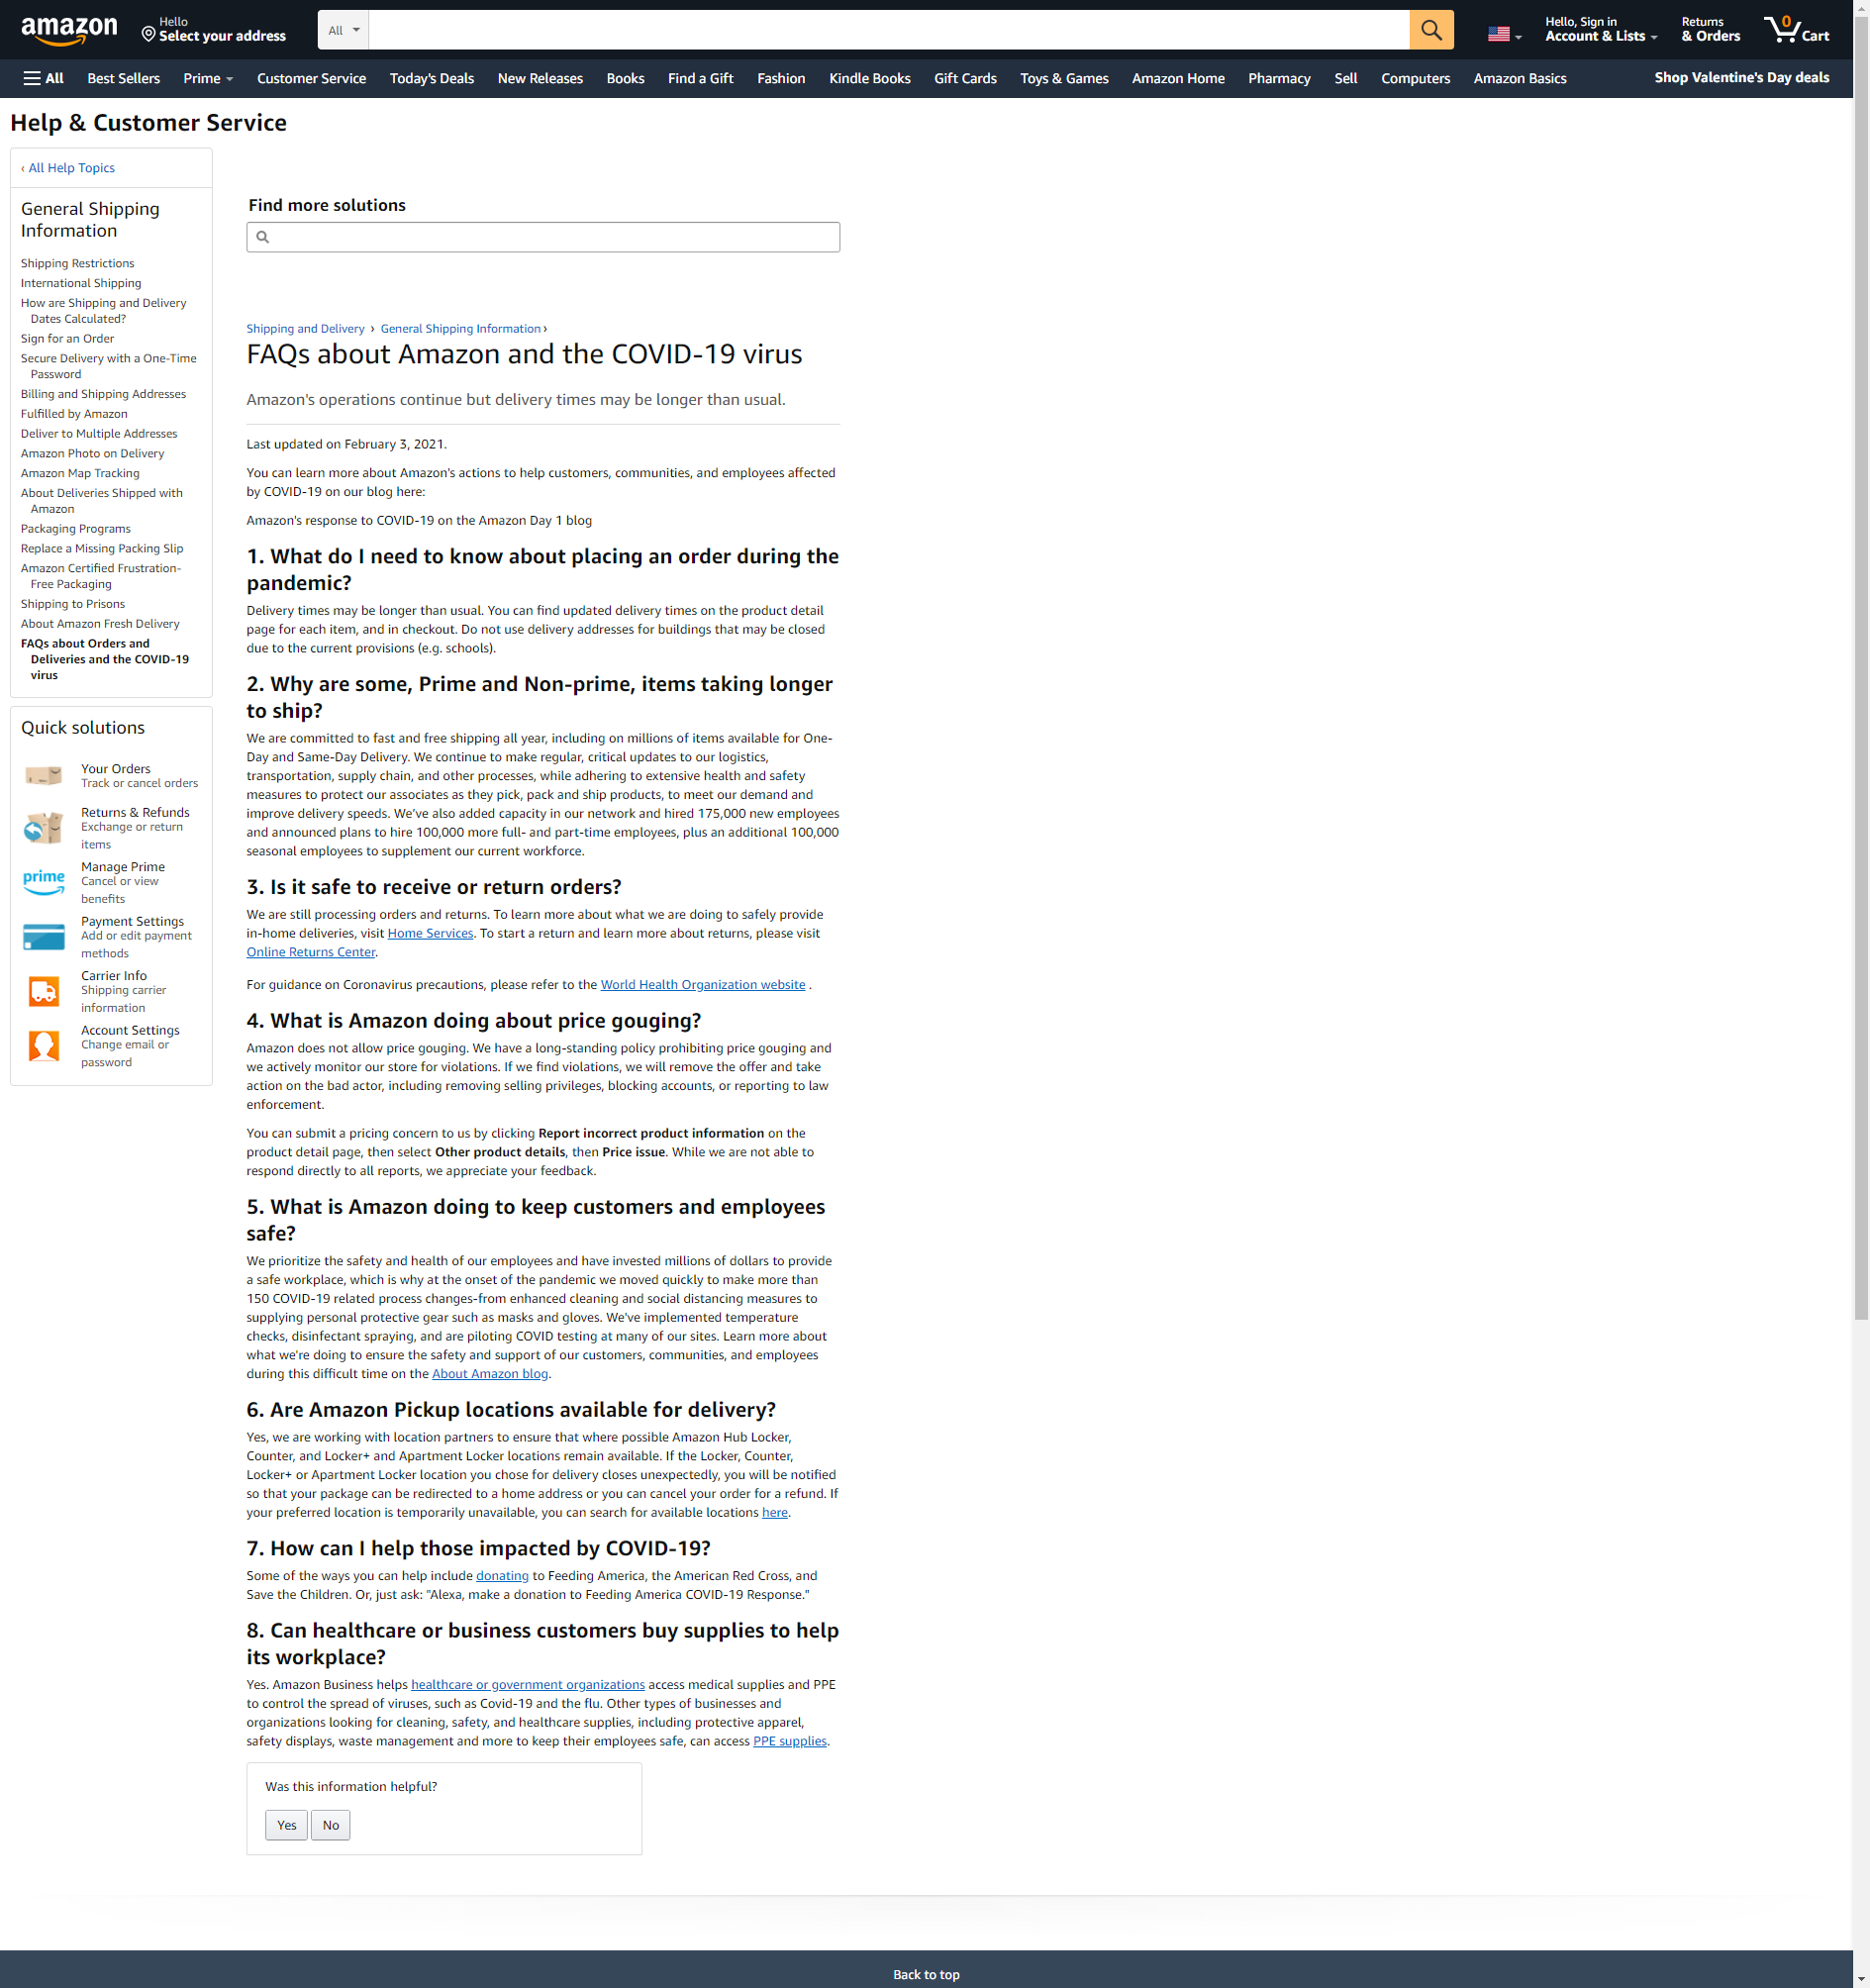 amazon
Hello
Select your address
All
Hello, Sign in
Account & Lists
Returns
& Orders
0
Cart
All
Best Sellers
Prime
Customer Service
Today's Deals
New Releases
Books
Find a Gift
Fashion
Kindle Books
Gift Cards
Toys & Games
Amazon Home
Pharmacy
Sell
Computers
Amazon Basics
Shop Valentine's Day deals
Help & Customer Service
‹ All Help Topics
General Shipping
Information
Shipping Restrictions
International Shipping
How are Shipping and Delivery
Dates Calculated?
Sign for an Order
Secure Delivery with a One-Time
Password
Billing and Shipping Addresses
Fulfilled by Amazon
Deliver to Multiple Addresses
Amazon Photo on Delivery
Amazon Map Tracking
About Deliveries Shipped with
Amazon
Packaging Programs
Replace a Missing Packing Slip
Amazon Certified Frustration-
Free Packaging
Shipping to Prisons
About Amazon Fresh Delivery
FAQs about Orders and
Deliveries and the COVID-19
virus
Quick solutions
Your Orders
Track or cancel orders
Returns & Refunds
Exchange or return
items
prime
Manage Prime
Cancel or view
benefits
Payment Settings
Add or edit payment
methods
Carrier Info
Shipping carrier
information
Account Settings
Change email or
password
Find more solutions
Shipping and Delivery › General Shipping Information ›
FAQs about Amazon and the COVID-19 virus
Amazon's operations continue but delivery times may be longer than usual.
Last updated on February 3, 2021.
You can learn more about Amazon's actions to help customers, communities, and employees affected
by COVID-19 on our blog here:
Amazon's response to COVID-19 on the Amazon Day 1 blog
1. What do I need to know about placing an order during the
pandemic?
Delivery times may be longer than usual. You can find updated delivery times on the product detail
page for each item, and in checkout. Do not use delivery addresses for buildings that may be closed
due to the current provisions (e.g. schools).
2. Why are some, Prime and Non-prime, items taking longer
to ship?
We are committed to fast and free shipping all year, including on millions of items available for One-
Day and Same-Day Delivery. We continue to make regular, critical updates to our logistics,
transportation, supply chain, and other processes, while adhering to extensive health and safety
measures to protect our associates as they pick, pack and ship products, to meet our demand and
improve delivery speeds. We've also added capacity in our network and hired 175,000 new employees
and announced plans to hire 100,000 more full- and part-time employees, plus an additional 100,000
seasonal employees to supplement our current workforce.
3. Is it safe to receive or return orders?
We are still processing orders and returns. To learn more about what we are doing to safely provide
in-home deliveries, visit Home Services. To start a return and learn more about returns, please visit
Online Returns Center.
For guidance on Coronavirus precautions, please refer to the World Health Organization website .
4. What is Amazon doing about price gouging?
Amazon does not allow price gouging. We have a long-standing policy prohibiting price gouging and
we actively monitor our store for violations. If we find violations, we will remove the offer and take
action on the bad actor, including removing selling privileges, blocking accounts, or reporting to law
enforcement.
You can submit a pricing concern to us by clicking Report incorrect product information on the
product detail page, then select Other product details, then Price issue. While we are not able to
respond directly to all reports, we appreciate your feedback.
5. What is Amazon doing to keep customers and employees
safe?
We prioritize the safety and health of our employees and have invested millions of dollars to provide
a safe workplace, which is why at the onset of the pandemic we moved quickly to make more than
150 COVID-19 related process changes-from enhanced cleaning and social distancing measures to
supplying personal protective gear such as masks and gloves. We've implemented temperature
checks, disinfectant spraying, and are piloting COVID testing at many of our sites. Learn more about
what we're doing to ensure the safety and support of our customers, communities, and employees
during this difficult time on the About Amazon blog.
6. Are Amazon Pickup locations available for delivery?
Yes, we are working with location partners to ensure that where possible Amazon Hub Locker,
Counter, and Locker+ and Apartment Locker locations remain available. If the Locker, Counter,
Locker+ or Apartment Locker location you chose for delivery closes unexpectedly, you will be notified
so that your package can be redirected to a home address or you can cancel your order for a refund. If
your preferred location is temporarily unavailable, you can search for available locations here.
7. How can I help those impacted by COVID-19?
Some of the ways you can help include donating to Feeding America, the American Red Cross, and
Save the Children. Or, just ask: "Alexa, make a donation to Feeding America COVID-19 Response."
8. Can healthcare or business customers buy supplies to help
its workplace?
Yes. Amazon Business helps healthcare or government organizations access medical supplies and PPE
to control the spread of viruses, such as Covid-19 and the flu. Other types of businesses and
organizations looking for cleaning, safety, and healthcare supplies, including protective apparel,
safety displays, waste management and more to keep their employees safe, can access PPE supplies.
Was this information helpful?
Yes
No
Back to top